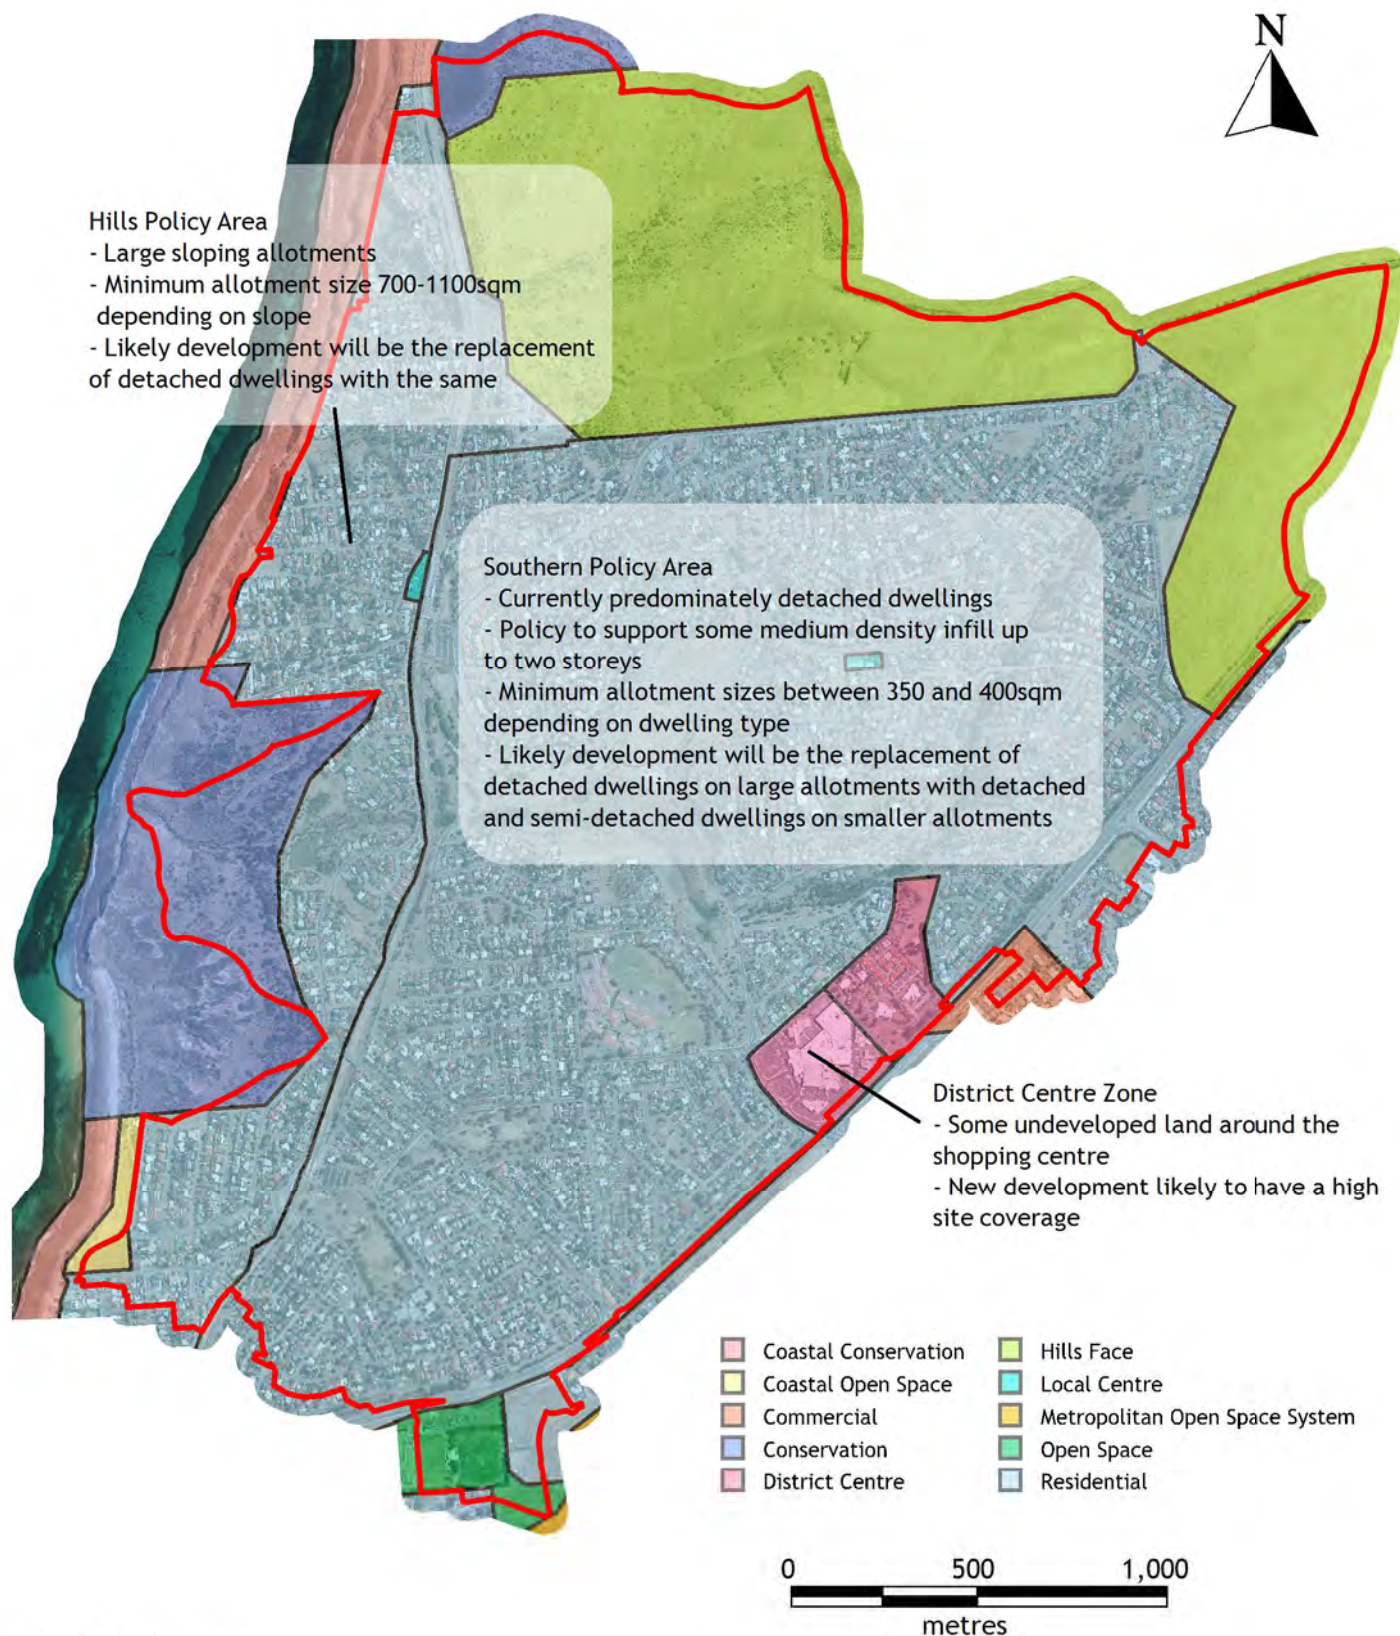 N
Hills Policy Area
- Large sloping allotments
- Minimum allotment size 700-1100sqm
depending on slope
- Likely development will be the replacement
of detached dwellings with the same
Southern Policy Area
- Currently predominately detached dwellings
- Policy to support some medium density infill up
to two storeys
- Minimum allotment sizes between 350 and 400sqm
depending on dwelling type
- Likely development will be the replacement of
detached dwellings on large allotments with detached
and semi-detached dwellings on smaller allotments
District Centre Zone
- Some undeveloped land around the
shopping centre
- New development likely to have a high
site coverage
Coastal Conservation
Coastal Open Space
Commercial
Conservation
District Centre
Hills Face
Local Centre
Metropolitan Open Space System
Open Space
Residential
0 500 1,000
metres